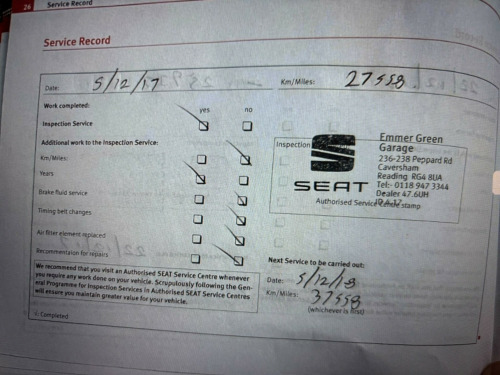 26 Service Record
Service Record
Date: 5/12/17 Km/Miles: 27558
Work completed: yes no
Inspection Service
Additional work to the Inspection Service:
Km/Miles:
Years
Brake fluid service
Timing belt changes
Air filter element replaced
Recommendation for repairs
Inspection
SEAT
Emmer Green
Garage
236-238 Peppard Rd
Caversham
Reading RG4 8UA
Tel:- 0118 947 3344
Dealer 47.6UH
Authorised Service Centre stamp
We recommend that you visit an Authorised SEAT Service Centre whenever
you require any work done on your vehicle. Scrupulously following the Gen-
eral Programme for Inspection Services in Authorised SEAT Service Centres
will ensure you maintain greater value for your vehicle.
Next Service to be carried out:
Date: 5/12/18
Km/Miles: 37558
(whichever is first)
Completed